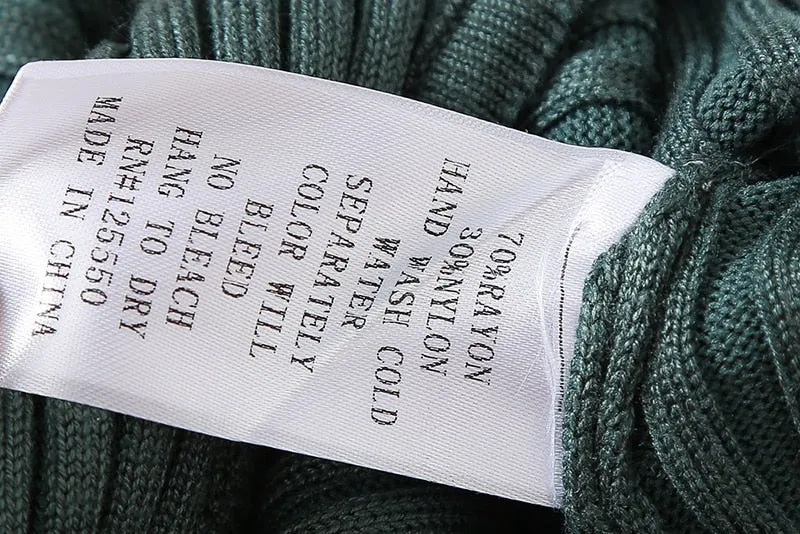 70%RAYON
30%NYLON
HAND WASH COLD
WATER
SEPARATELY
COLOR WILL
BLEED
NO BLEACH
HANG TO DRY
RN#125550
MADE IN CHINA